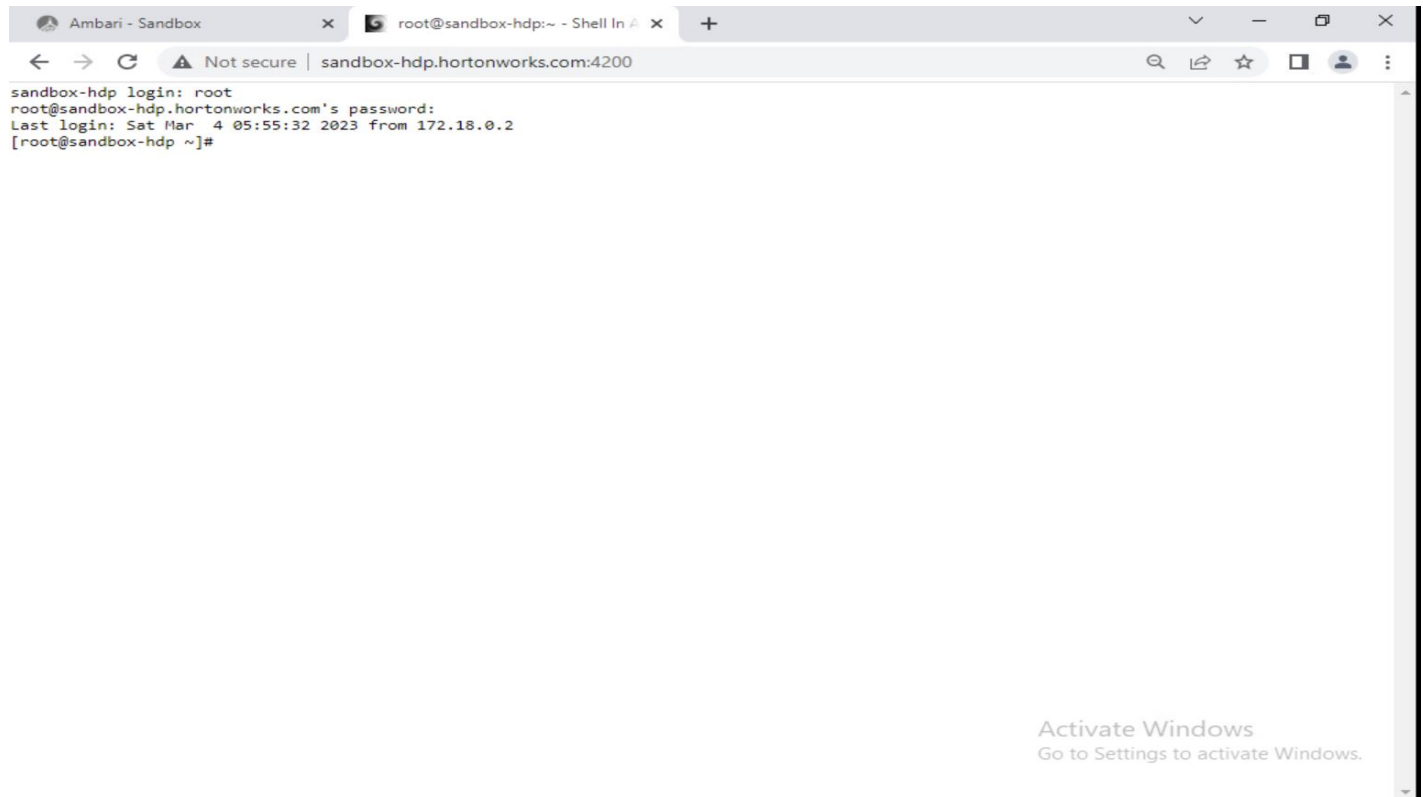 Ambari - Sandbox
root@sandbox-hdp:~ - Shell In A
Not secure | sandbox-hdp.hortonworks.com:4200
sandbox-hdp login: root
root@sandbox-hdp.hortonworks.com's password:
Last login: Sat Mar  4 05:55:32 2023 from 172.18.0.2
[root@sandbox-hdp ~]#
Activate Windows
Go to Settings to activate Windows.